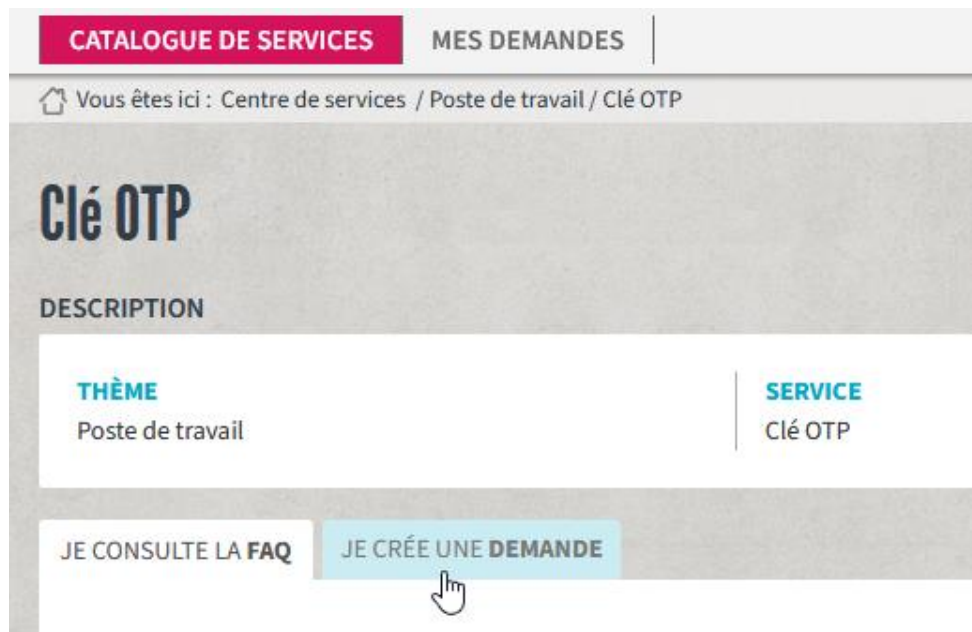 CATALOGUE DE SERVICES MES DEMANDES
Vous êtes ici : Centre de services / Poste de travail / Clé OTP
Clé OTP
DESCRIPTION
THÈME SERVICE
Poste de travail Clé OTP
JE CONSULTE LA FAQ JE CRÉE UNE DEMANDE